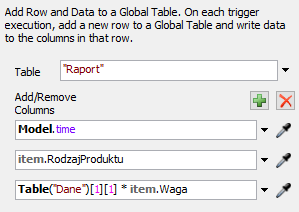 Add Row and Data to a Global Table. On each trigger
execution, add a new row to a Global Table and write data
to the columns in that row.
Table "Raport"
Add/Remove
Columns
Model.time
item.RodzajProduktu
Table("Dane")[1][1] * item.Waga